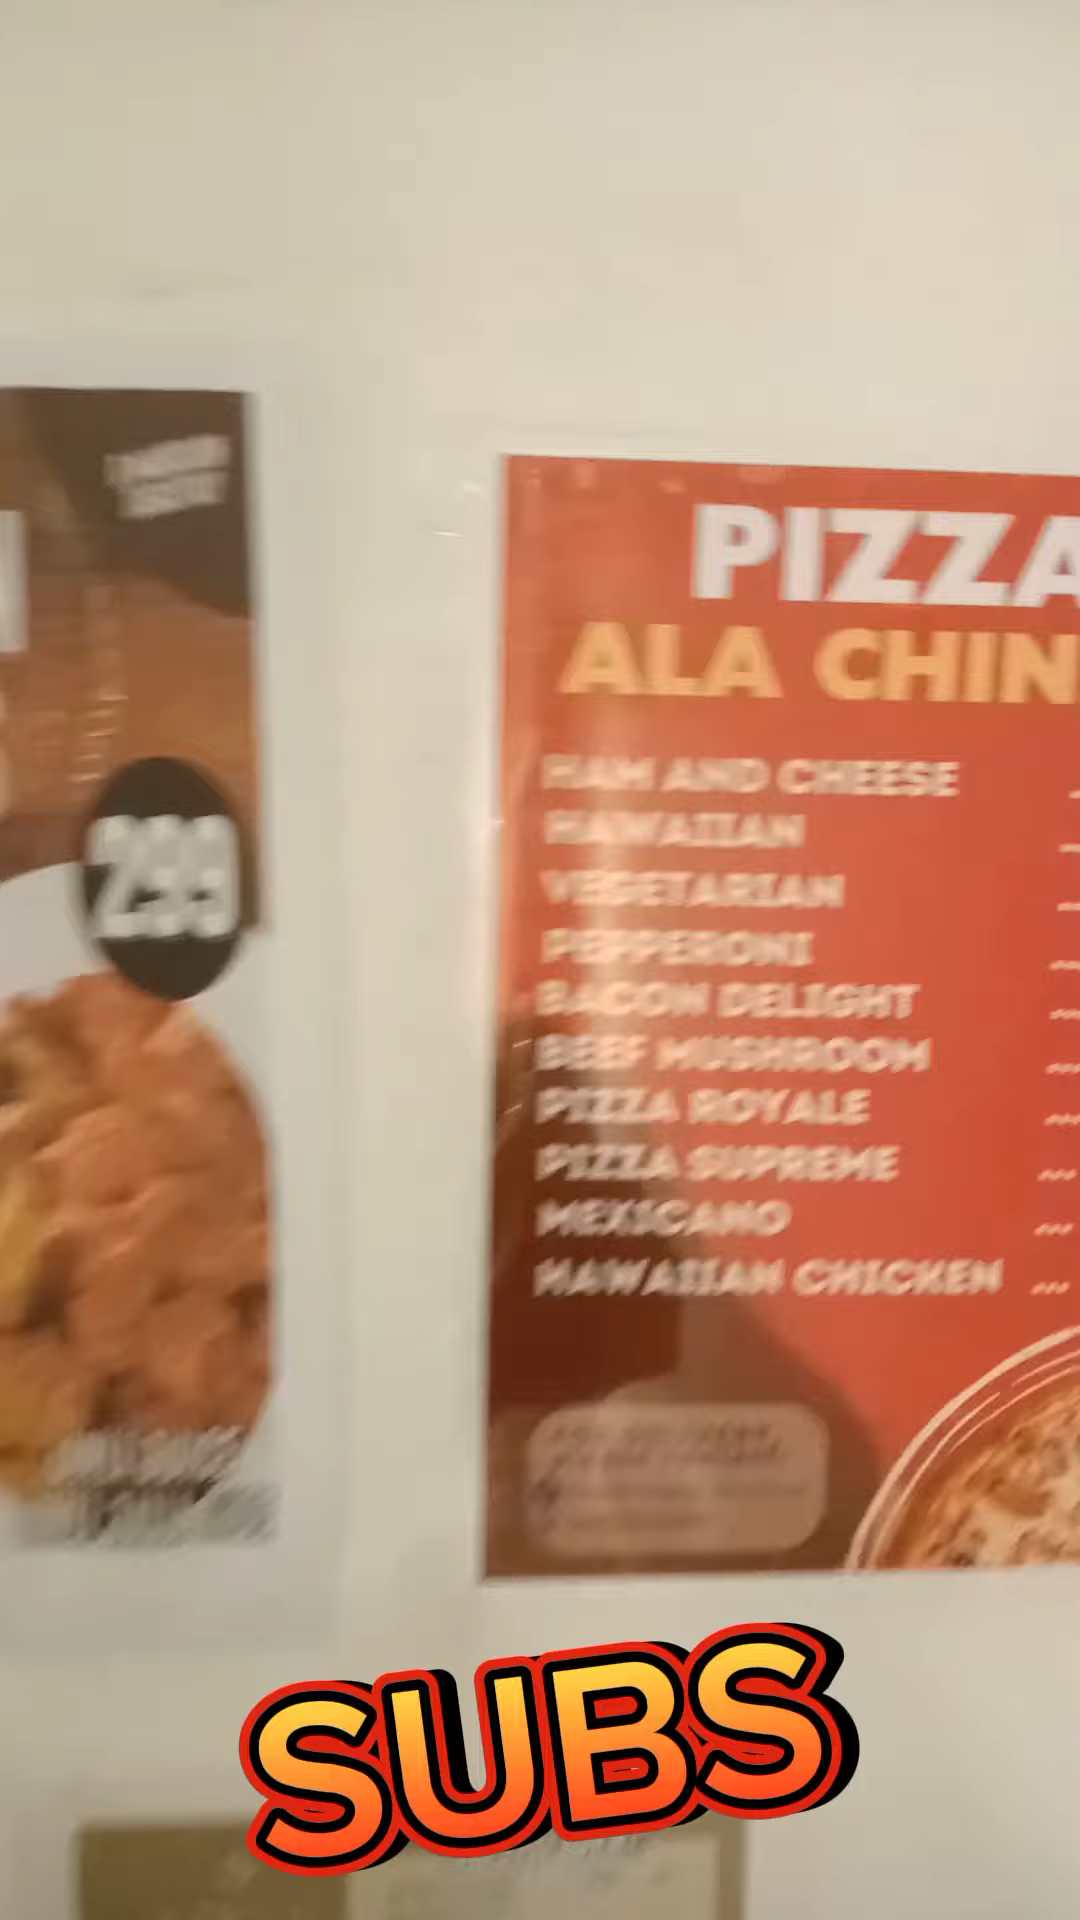 299
PIZZA
ALA CHIN
HAM AND CHEESE
HAWAIIAN
VEGETARIAN
PEPPERONI
BACON DELIGHT
BEEF MUSHROOM
PIZZA ROYALE
PIZZA SUPREME
MEXICANO
HAWAIIAN CHICKEN
SUBS